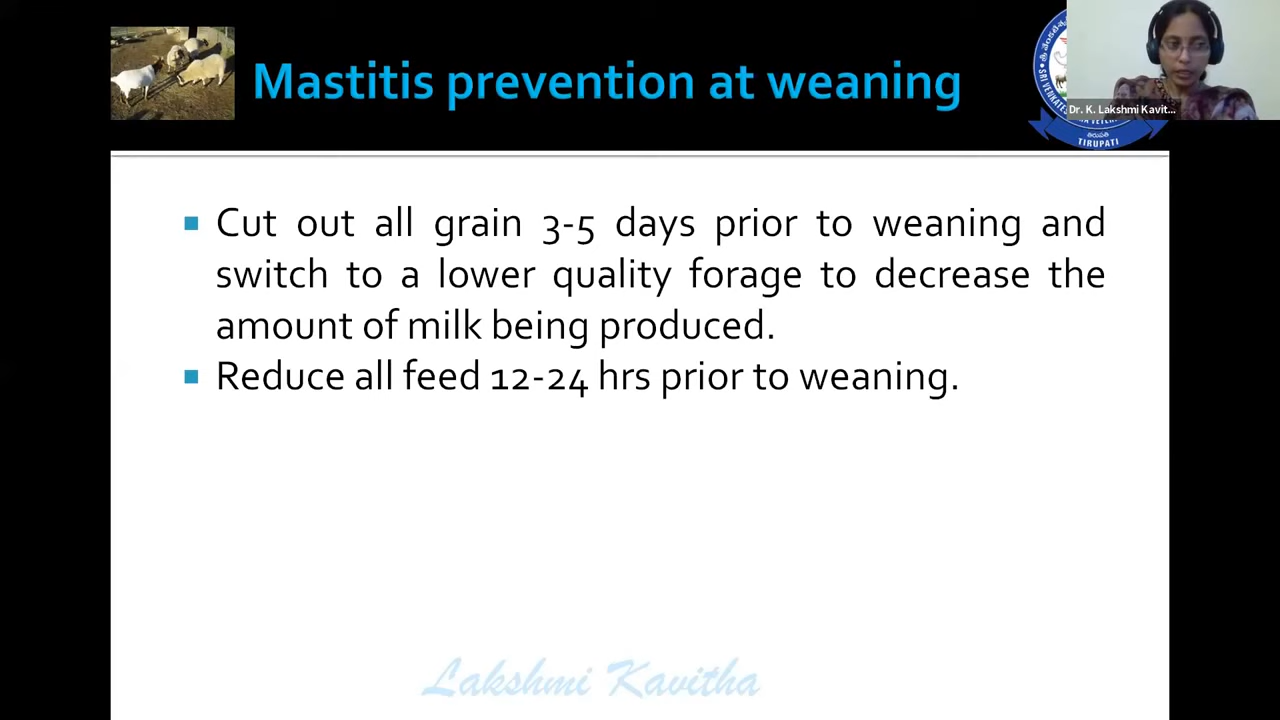 Mastitis prevention at weaning
Dr. K. Lakshmi Kavit...
TIRUPATI
Cut out all grain 3-5 days prior to weaning and
switch to a lower quality forage to decrease the
amount of milk being produced.
Reduce all feed 12-24 hrs prior to weaning.
Lakshmi Kavitha